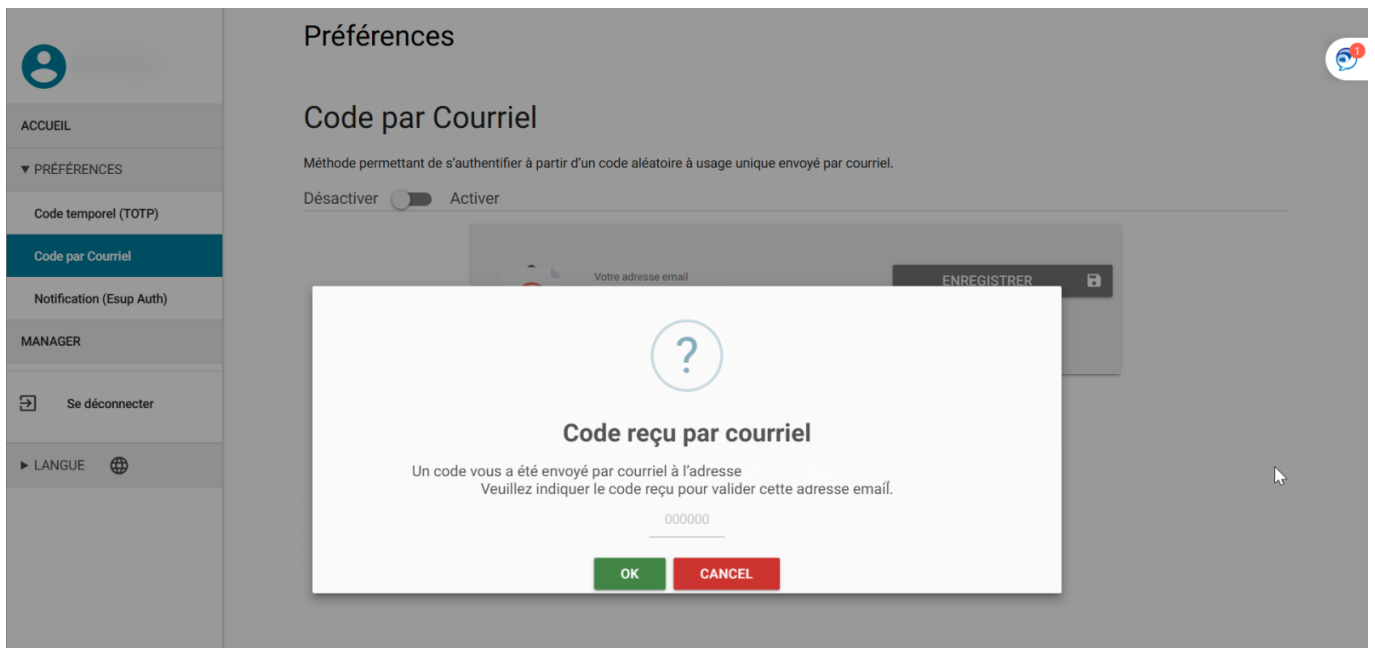 Préférences
1
ACCUEIL
▼ PRÉFÉRENCES
Code temporel (TOTP)
Code par Courriel
Notification (Esup Auth)
MANAGER
Se déconnecter
► LANGUE
Code par Courriel
Méthode permettant de s'authentifier à partir d'un code aléatoire à usage unique envoyé par courriel.
Désactiver Activer
Votre adresse email
ENREGISTRER
?
Code reçu par courriel
Un code vous a été envoyé par courriel à l'adresse
Veuillez indiquer le code reçu pour valider cette adresse email.
000000
OK CANCEL